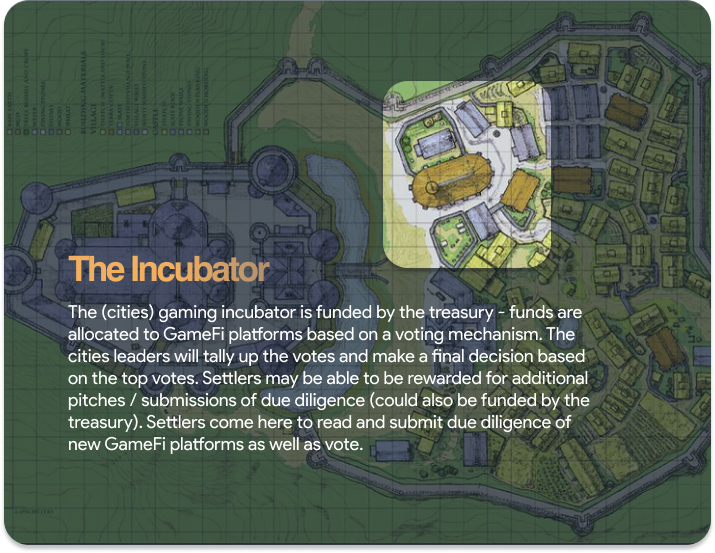 BUILDING MATERIALS
VILLAGE
The Incubator
The (cities) gaming incubator is funded by the treasury - funds are
allocated to GameFi platforms based on a voting mechanism. The
cities leaders will tally up the votes and make a final decision based
on the top votes. Settlers may be able to be rewarded for additional
pitches / submissions of due diligence (could also be funded by the
treasury). Settlers come here to read and submit due diligence of
new GameFi platforms as well as vote.